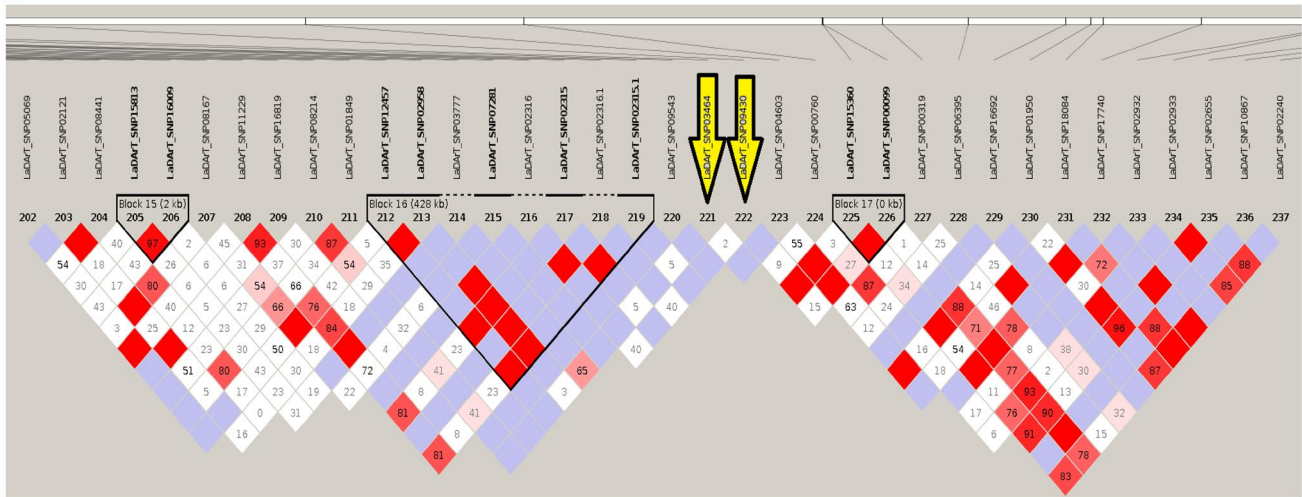 LaDArT_SNP05069
LaDArT_SNP02121
LaDArT_SNP08441
LaDArT_SNP15813
LaDArT_SNP16009
LaDArT_SNP08167
LaDArT_SNP11229
LaDArT_SNP16819
LaDArT_SNP08214
LaDArT_SNP01849
LaDArT_SNP12457
LaDArT_SNP02958
LaDArT_SNP03777
LaDArT_SNP07281
LaDArT_SNP02316
LaDArT_SNP02315
LaDArT_SNP02316.1
LaDArT_SNP02315.1
LaDArT_SNP09543
LaDArT_SNP03464
LaDArT_SNP09430
LaDArT_SNP04603
LaDArT_SNP00760
LaDArT_SNP15360
LaDArT_SNP00099
LaDArT_SNP00319
LaDArT_SNP06395
LaDArT_SNP16692
LaDArT_SNP01950
LaDArT_SNP18084
LaDArT_SNP17740
LaDArT_SNP02932
LaDArT_SNP02933
LaDArT_SNP02655
LaDArT_SNP10867
LaDArT_SNP02240
Block 15 (2 kb) Block 16 (428 kb) Block 17 (0 kb)
202 203 204 205 206 207 208 209 210 211 212 213 214 215 216 217 218 219 220 221 222 223 224 225 226 227 228 229 230 231 232 233 234 235 236 237
40 97 2 45 93 30 87 5 2 55 3 1 25 22
54 18 43 26 6 31 37 34 54 35 5 9 27 12 14 25 72 88
30 17 80 6 6 54 66 42 29 87 34 14 30 85
43 40 5 27 66 76 18 6 5 40 15 63 24 88 46
3 25 12 23 29 84 32 12 71 78 96 88
23 30 50 18 4 23 40 16 54 8 38
51 80 43 30 72 41 65 18 77 2 30 87
5 17 23 19 22 8 23 3 11 93 13
0 31 81 41 17 76 90 32
16 8 6 91 15
81 78
83